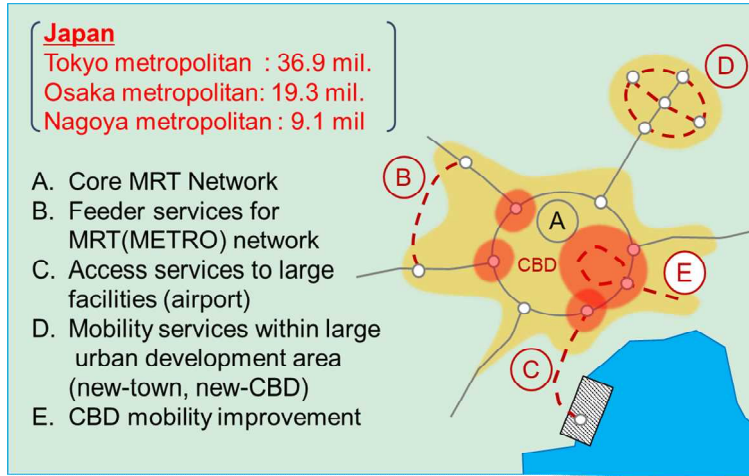 Japan
Tokyo metropolitan : 36.9 mil.
Osaka metropolitan: 19.3 mil.
Nagoya metropolitan : 9.1 mil
A. Core MRT Network
B. Feeder services for
MRT(METRO) network
C. Access services to large
facilities (airport)
D. Mobility services within large
urban development area
(new-town, new-CBD)
E. CBD mobility improvement
D
B
A
CBD
E
C